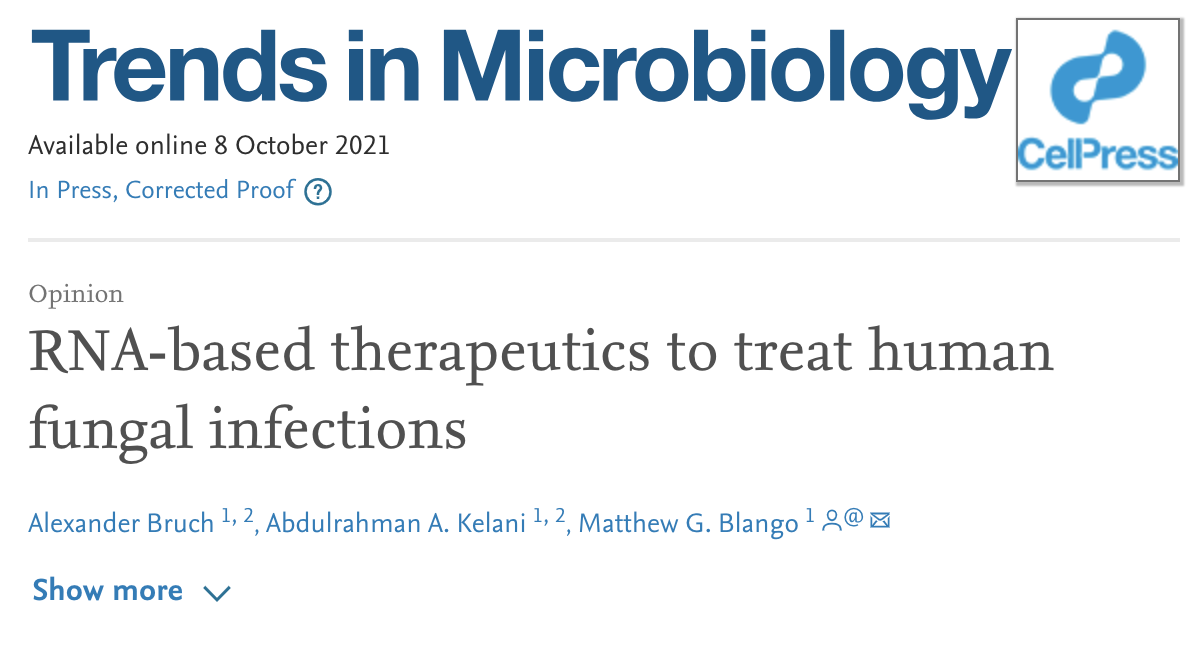 Trends in Microbiology
CellPress
Available online 8 October 2021
In Press, Corrected Proof ?
Opinion
RNA-based therapeutics to treat human
fungal infections
Alexander Bruch 1, 2, Abdulrahman A. Kelani 1, 2, Matthew G. Blango 1 @
Show more